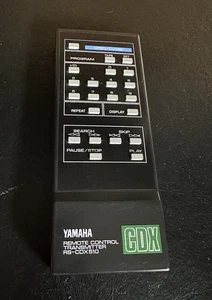 PROGRAM
REPEAT
DISPLAY
SEARCH
SKIP
PAUSE/STOP
PLAY
YAMAHA
REMOTE CONTROL
TRANSMITTER
RS-CDX510
CDX